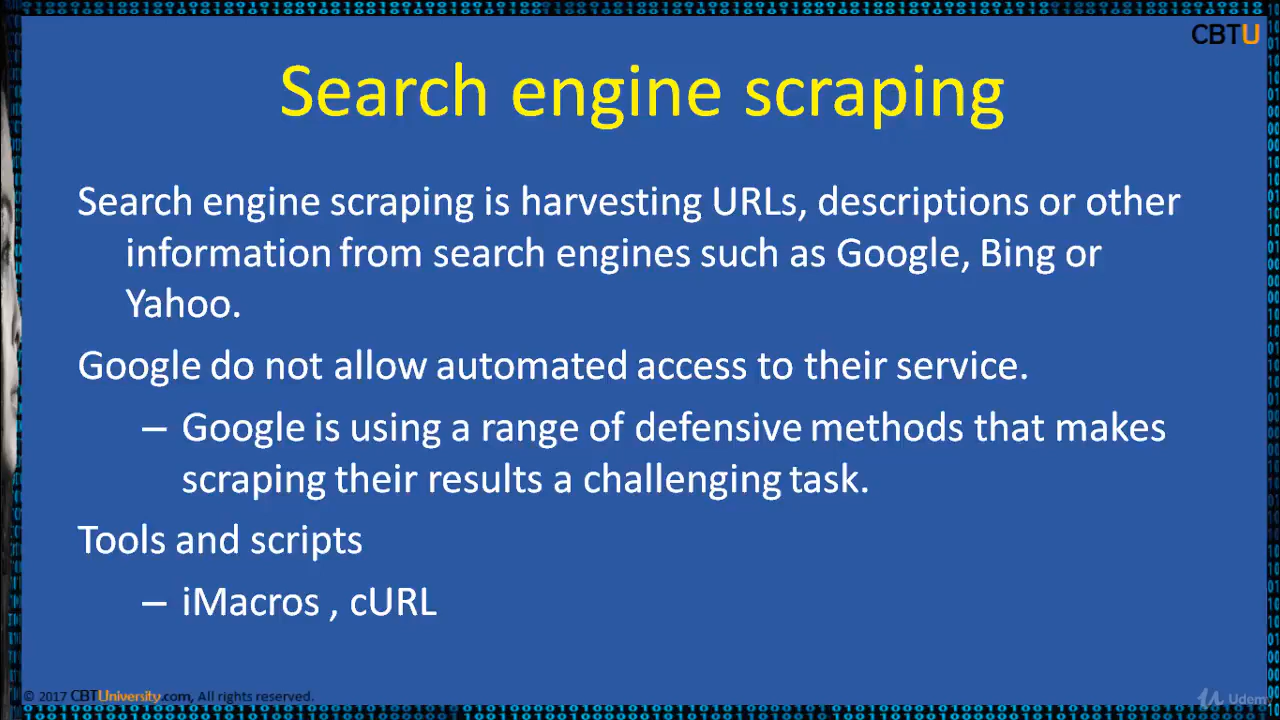 CBTU
Search engine scraping
Search engine scraping is harvesting URLs, descriptions or other
information from search engines such as Google, Bing or
Yahoo.
Google do not allow automated access to their service.
– Google is using a range of defensive methods that makes
scraping their results a challenging task.
Tools and scripts
– iMacros , cURL
© 2017 CBTUniversity.com, All rights reserved.